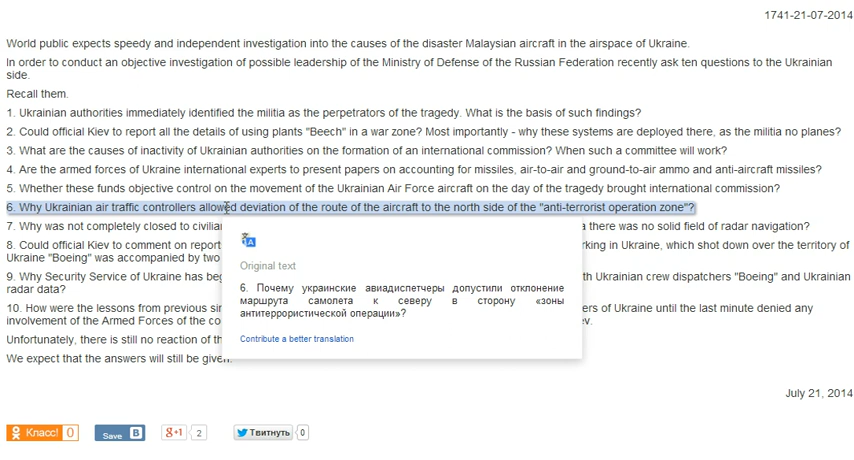 1741-21-07-2014
World public expects speedy and independent investigation into the causes of the disaster Malaysian aircraft in the airspace of Ukraine.
In order to conduct an objective investigation of possible leadership of the Ministry of Defense of the Russian Federation recently ask ten questions to the Ukrainian
side.
Recall them.
1. Ukrainian authorities immediately identified the militia as the perpetrators of the tragedy. What is the basis of such findings?
2. Could official Kiev to report all the details of using plants "Beech" in a war zone? Most importantly - why these systems are deployed there, as the militia no planes?
3. What are the causes of inactivity of Ukrainian authorities on the formation of an international commission? When such a committee will work?
4. Are the armed forces of Ukraine international experts to present papers on accounting for missiles, air-to-air and ground-to-air ammo and anti-aircraft missiles?
5. Whether these funds objective control on the movement of the Ukrainian Air Force aircraft on the day of the tragedy brought international commission?
6. Why Ukrainian air traffic controllers allowed deviation of the route of the aircraft to the north side of the "anti-terrorist operation zone"?
7. Why was not completely closed to civilia a there was no solid field of radar navigation?
8. Could official Kiev to comment on report rking in Ukraine, which shot down over the territory of
Ukraine "Boeing" was accompanied by two
9. Why Security Service of Ukraine has beg th Ukrainian crew dispatchers "Boeing" and Ukrainian
radar data?
10. How were the lessons from previous sin ers of Ukraine until the last minute denied any
involvement of the Armed Forces of the co ev.
Unfortunately, there is still no reaction of th
We expect that the answers will still be given.
Original text
6. Почему украинские авиадиспетчеры допустили отклонение
маршрута самолета к северу в сторону «зоны
антитеррористической операции»?
Contribute a better translation
July 21, 2014
Класс! 0
Save B
g+1 2
Твитнуть 0